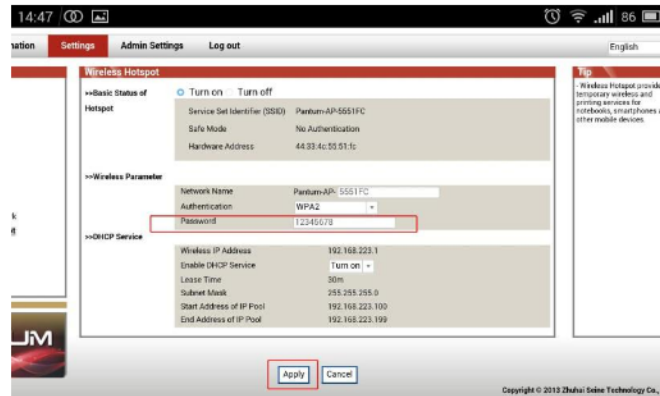 14:47
86
Settings
Admin Settings
Log out
English
Wireless Hotspot
Tip
»Basic Status of Hotspot
Turn on
Turn off
Service Set Identifier (SSID) Pantum-AP-5551FC
Safe Mode No Authentication
Hardware Address 44:33:4c:55:51:fc
- Wireless Hotspot provide
temporary wireless and
printing services for
notebooks, smartphones
other mobile devices.
»Wireless Parameter
Network Name Pantum-AP- 5551FC
Authentication WPA2
Password 12345678
»DHCP Service
Wireless IP Address 192.168.223.1
Enable DHCP Service Turn on
Lease Time 30m
Subnet Mask 255.255.255.0
Start Address of IP Pool 192.168.223.100
End Address of IP Pool 192.168.223.199
Apply
Cancel
Copyright © 2013 Zhuhai Seine Technology Co.,